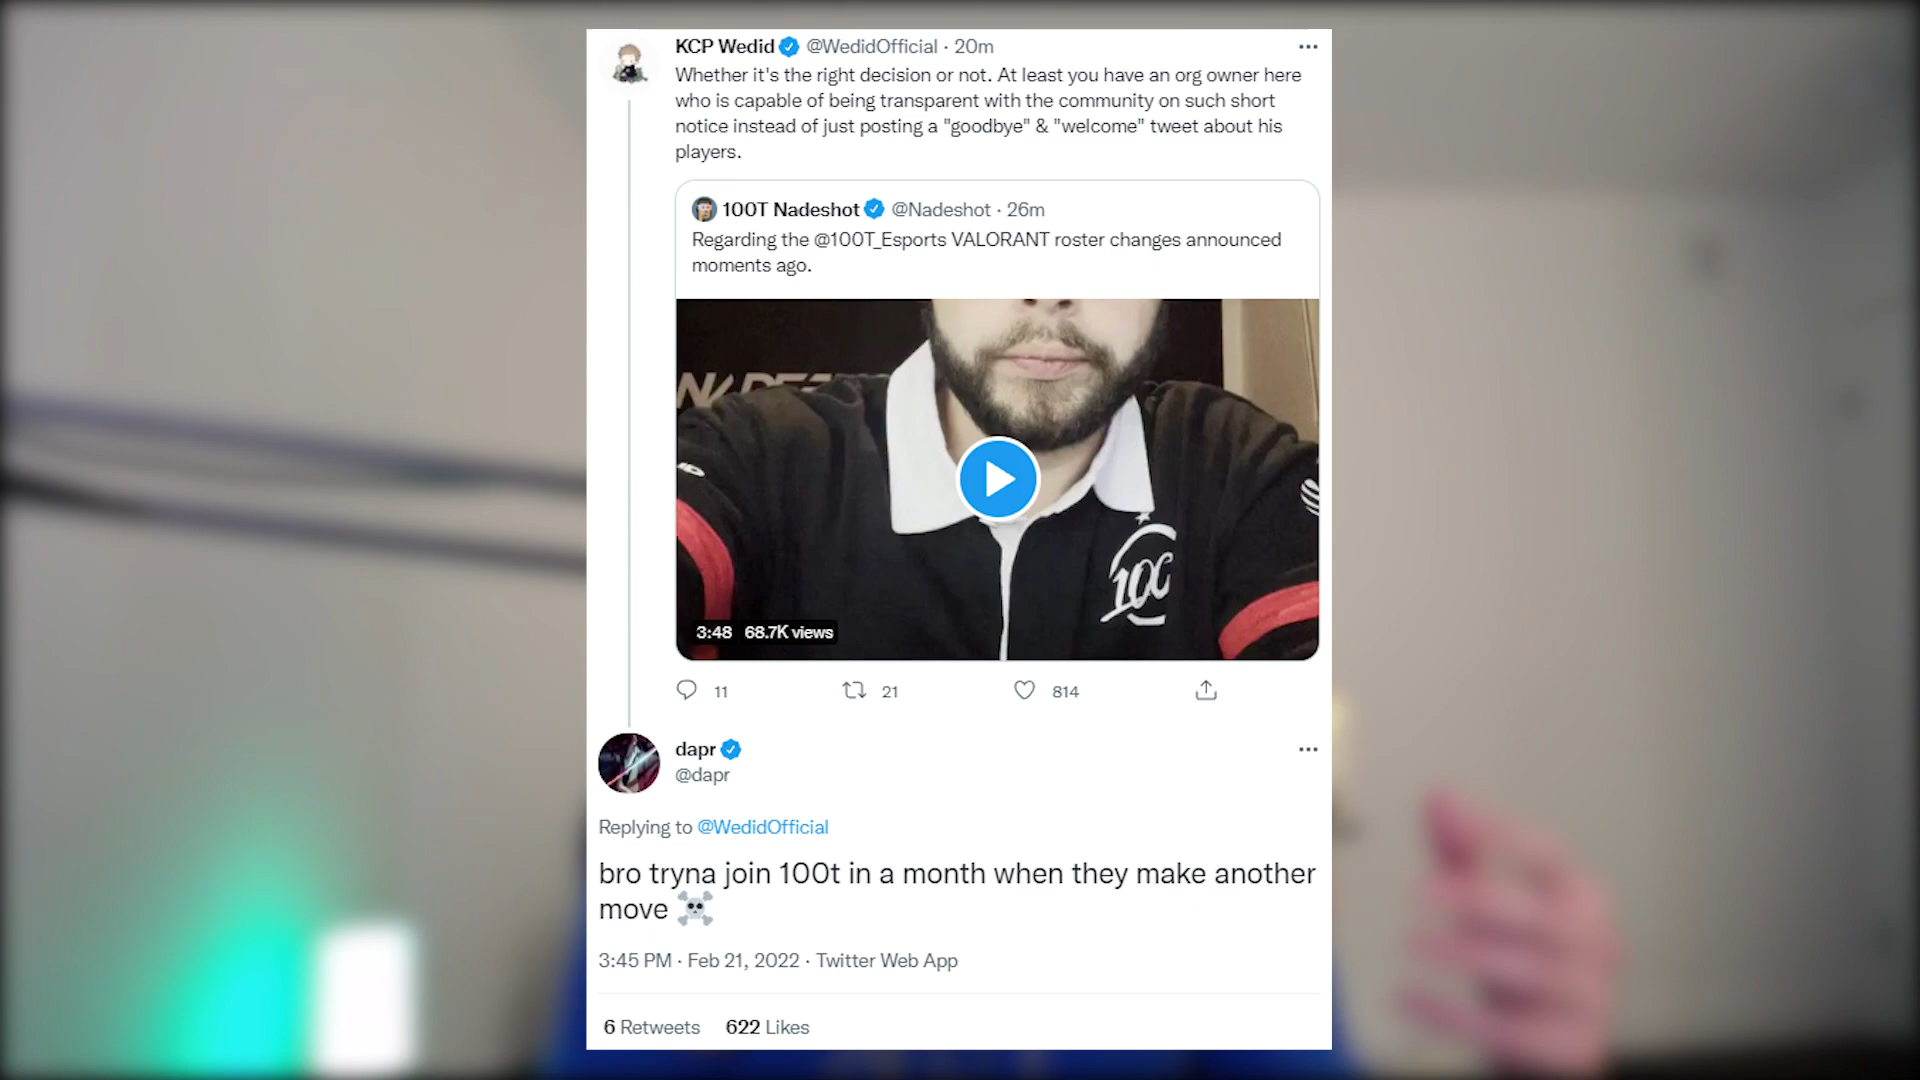 KCP Wedid @WedidOfficial · 20m
Whether it's the right decision or not. At least you have an org owner here
who is capable of being transparent with the community on such short
notice instead of just posting a "goodbye" & "welcome" tweet about his
players.
100T Nadeshot @Nadeshot · 26m
Regarding the @100T_Esports VALORANT roster changes announced
moments ago.
100
3:48 68.7K views
11 21 814
dapr
@dapr
Replying to @WedidOfficial
bro tryna join 100t in a month when they make another
move ☠️
3:45 PM · Feb 21, 2022 · Twitter Web App
6 Retweets 622 Likes